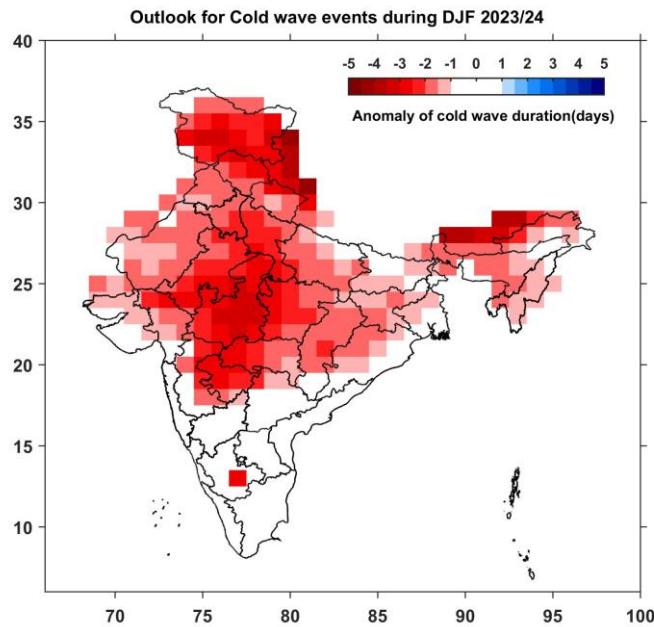 Outlook for Cold wave events during DJF 2023/24
-5 -4 -3 -2 -1 0 1 2 3 4 5
Anomaly of cold wave duration(days)
40
35
30
25
20
15
10
70 75 80 85 90 95 100